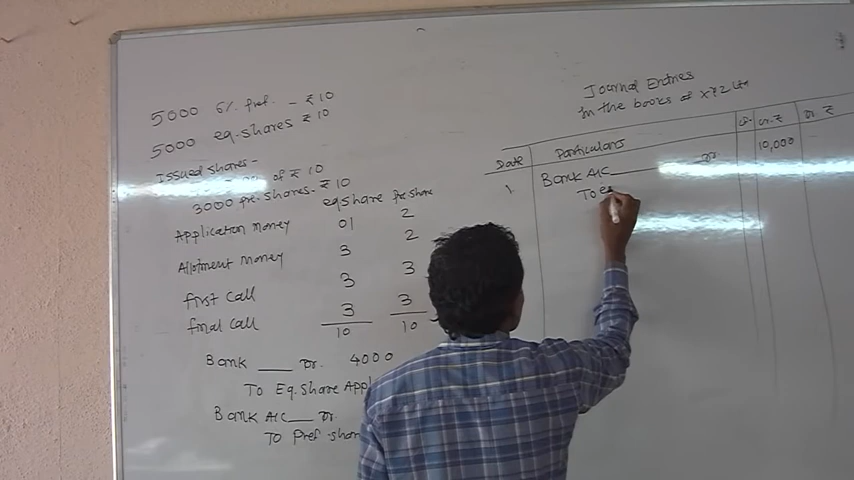 5000 6% Pref. - ₹ 10
5000 eq.shares ₹ 10
Issued shares -
of ₹ 10
3000 pre.shares- ₹ 10
eqshare Pre.share
Application money 01 2
Allotment money 3 2
first call 3 3
final call 3 3
10 10
Bank ___ Dr. 4000
To Eq.Share Appl
Bank A/C ___ Dr.
To Pref.shar
Journal Entries
In the books of XYZ Ltd
Date Particulars
1. Bank A/C ___ Dr 10,000
To eq